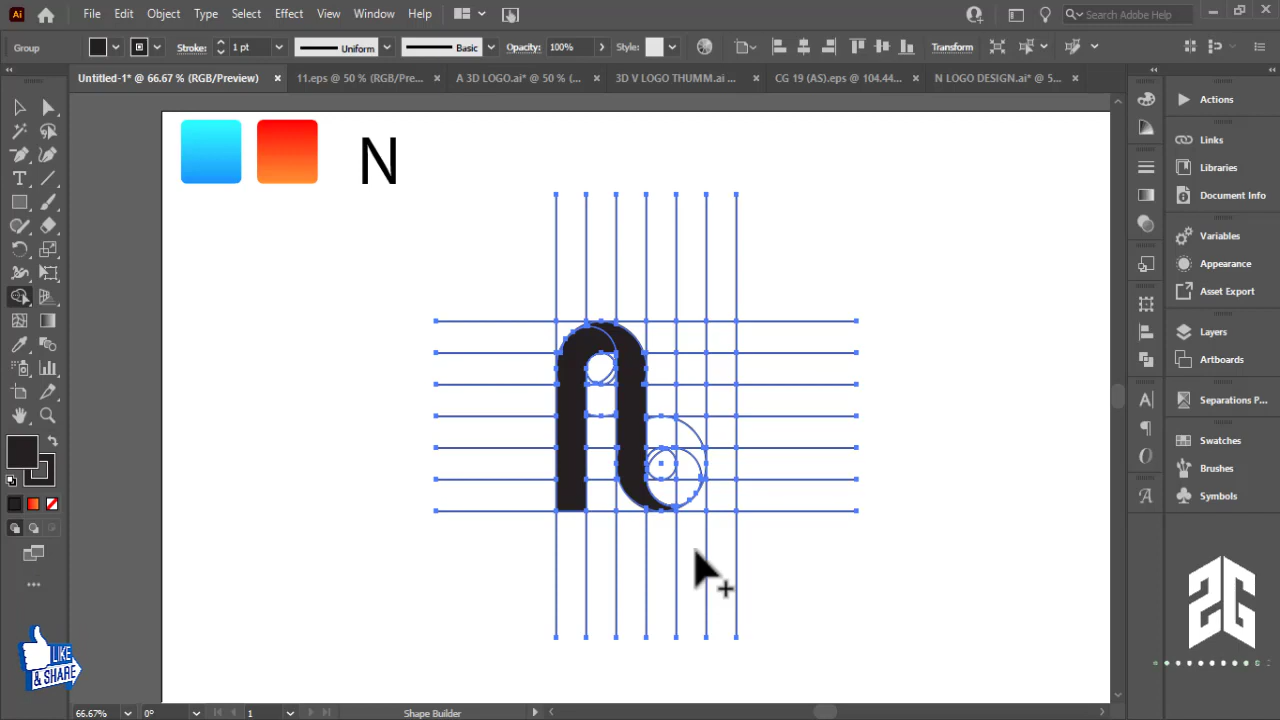 Ai File Edit Object Type Select Effect View Window Help Search Adobe Help
Group Stroke: 1 pt Uniform Basic Opacity: 100% Style: Transform
Untitled-1* @ 66.67 % (RGB/Preview) × 11.eps @ 50 % (RGB/Pre... × A 3D LOGO.ai* @ 50 % (... × 3D V LOGO THUMM.ai ... × CG 19 (AS).eps @ 104.44... × N LOGO DESIGN.ai* @ 5... ×
N
Actions
Links
Libraries
Document Info
Variables
Appearance
Asset Export
Layers
Artboards
Separations P...
Swatches
Brushes
Symbols
LIKE
& SHARE
SG
66.67% 0° 1 Shape Builder